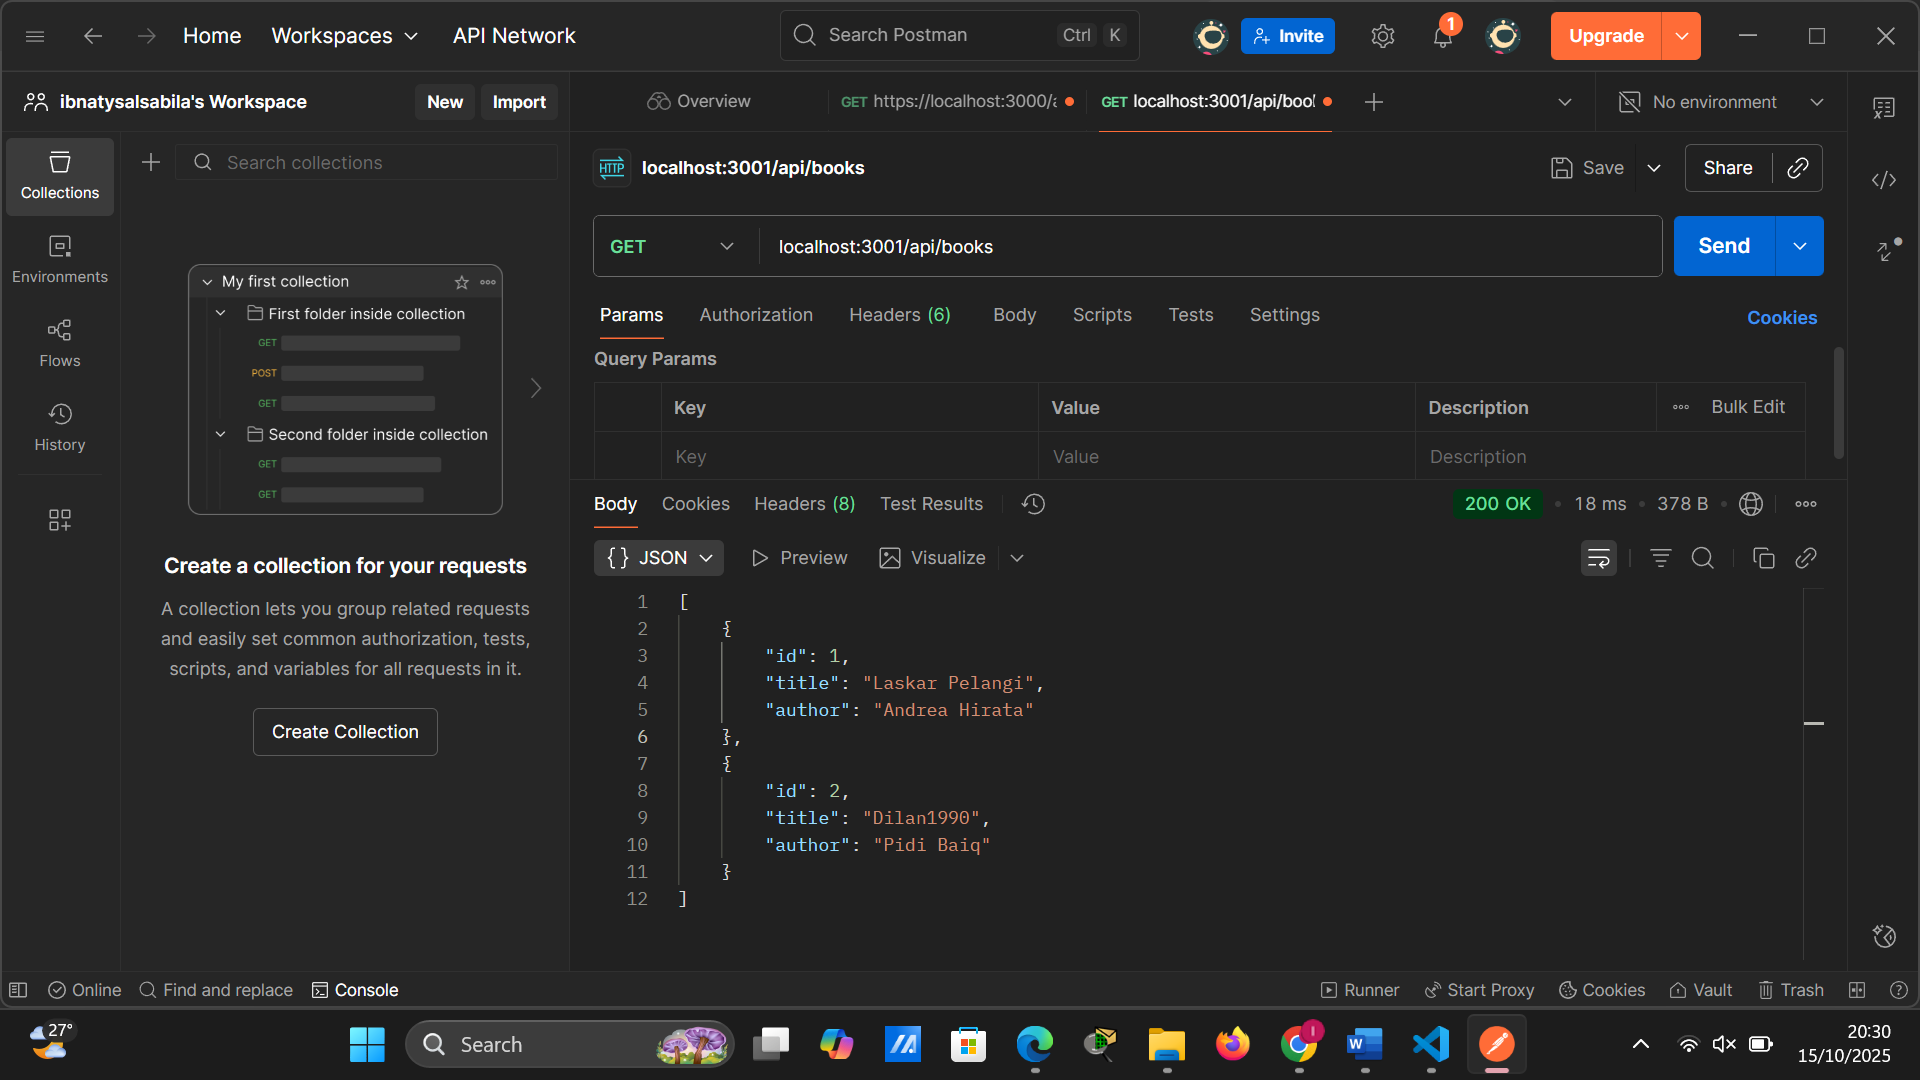 Home Workspaces API Network Search Postman Ctrl K Invite 1 Upgrade
ibnatysalsabila's Workspace New Import Overview GET https://localhost:3000/a GET localhost:3001/api/bool No environment
Collections
Search collections
Environments
Flows
History
My first collection
First folder inside collection
GET
POST
GET
Second folder inside collection
GET
GET
Create a collection for your requests
A collection lets you group related requests
and easily set common authorization, tests,
scripts, and variables for all requests in it.
Create Collection
HTTP localhost:3001/api/books Save Share
GET localhost:3001/api/books Send
Params Authorization Headers (6) Body Scripts Tests Settings Cookies
Query Params
Key Value Description Bulk Edit
Key Value Description
Body Cookies Headers (8) Test Results 200 OK • 18 ms • 378 B •
{} JSON Preview Visualize
1 [
2 {
3 "id": 1,
4 "title": "Laskar Pelangi",
5 "author": "Andrea Hirata"
6 },
7 {
8 "id": 2,
9 "title": "Dilan1990",
10 "author": "Pidi Baiq"
11 }
12 ]
Online Find and replace Console Runner Start Proxy Cookies Vault Trash
27° Search 20:30
15/10/2025